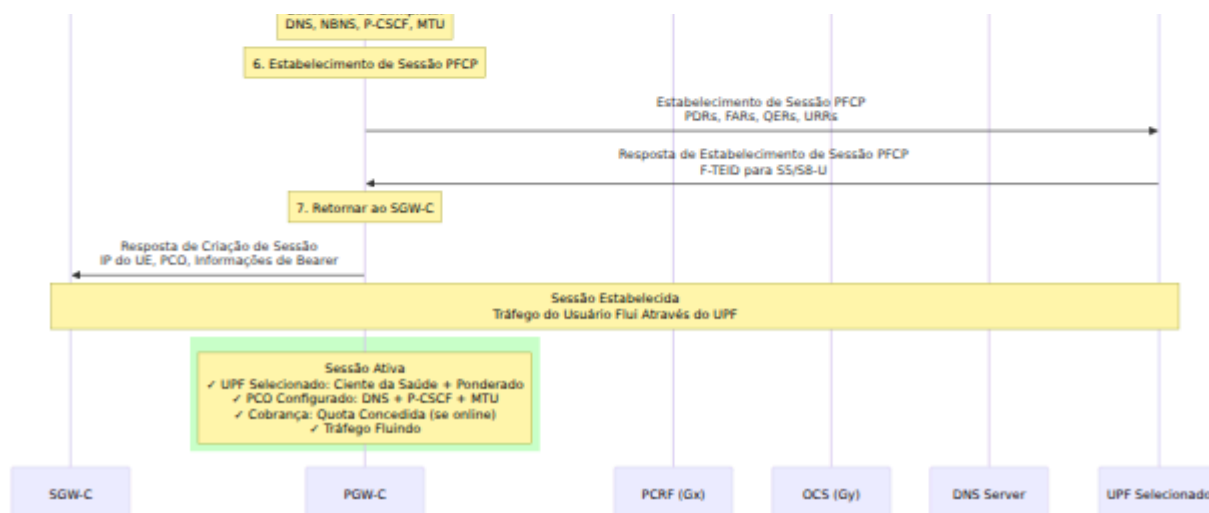 DNS, NBNS, P-CSCF, MTU
6. Estabelecimento de Sessão PFCP
Estabelecimento de Sessão PFCP
PDRs, FARs, QERs, URRs
Resposta de Estabelecimento de Sessão PFCP
F-TEID para S5/S8-U
7. Retornar ao SGW-C
Resposta de Criação de Sessão
IP do UE, PCO, Informações de Bearer
Sessão Estabelecida
Tráfego do Usuário Flui Através do UPF
Sessão Ativa
✓ UPF Selecionado: Ciente da Saúde + Ponderado
✓ PCO Configurado: DNS + P-CSCF + MTU
✓ Cobrança: Quota Concedida (se online)
✓ Tráfego Fluindo
SGW-C
PGW-C
PCRF (Gx)
OCS (Gy)
DNS Server
UPF Selecionado